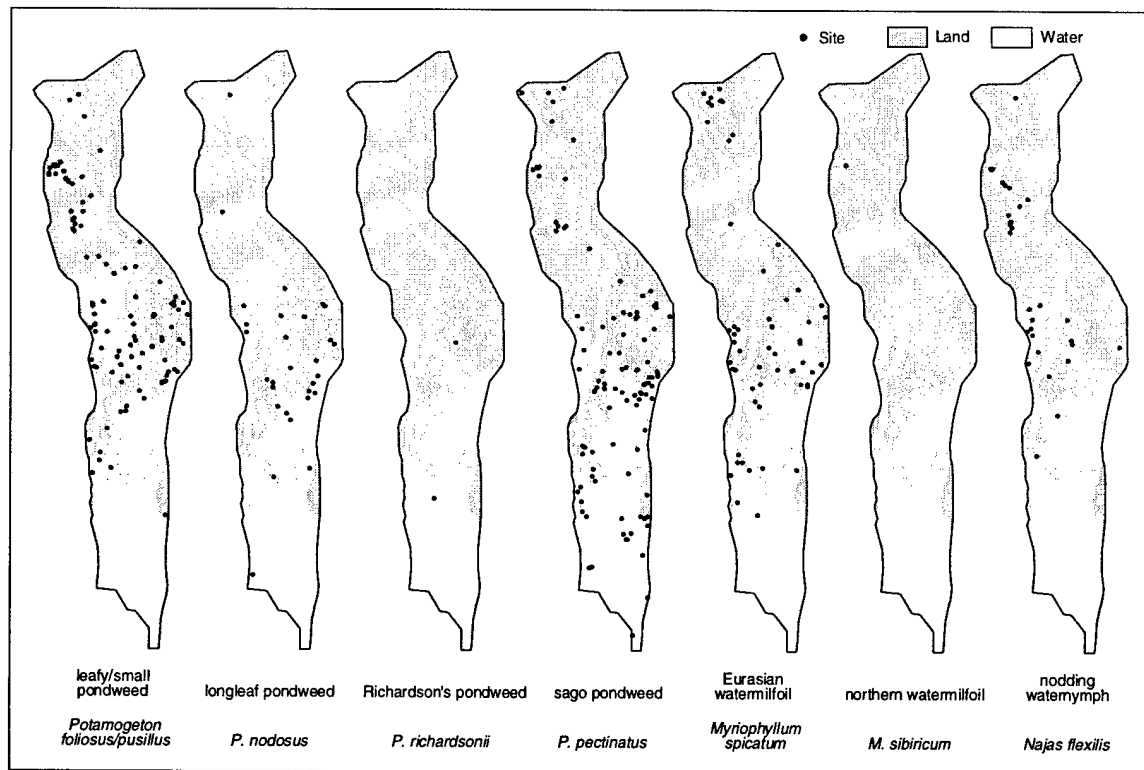 Site Land Water
leafy/small
pondweed
longleaf pondweed
Richardson's pondweed
sago pondweed
Eurasian
watermilfoil
northern watermilfoil
nodding
waternymph
Potamogeton
foliosus/pusillus
P. nodosus
P. richardsonii
P. pectinatus
Myriophyllum
spicatum
M. sibiricum
Najas flexilis